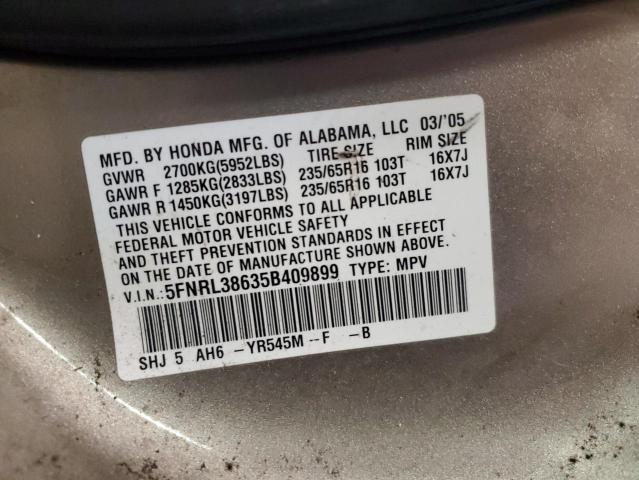 MFD. BY HONDA MFG. OF ALABAMA, LLC 03/'05
GVWR 2700KG(5952LBS) TIRE SIZE RIM SIZE
GAWR F 1285KG(2833LBS) 235/65R16 103T 16X7J
GAWR R 1450KG(3197LBS) 235/65R16 103T 16X7J
THIS VEHICLE CONFORMS TO ALL APPLICABLE
FEDERAL MOTOR VEHICLE SAFETY
AND THEFT PREVENTION STANDARDS IN EFFECT
ON THE DATE OF MANUFACTURE SHOWN ABOVE.
V.I.N.:5FNRL38635B409899 TYPE: MPV
SHJ 5 AH6 -YR545M--F -B